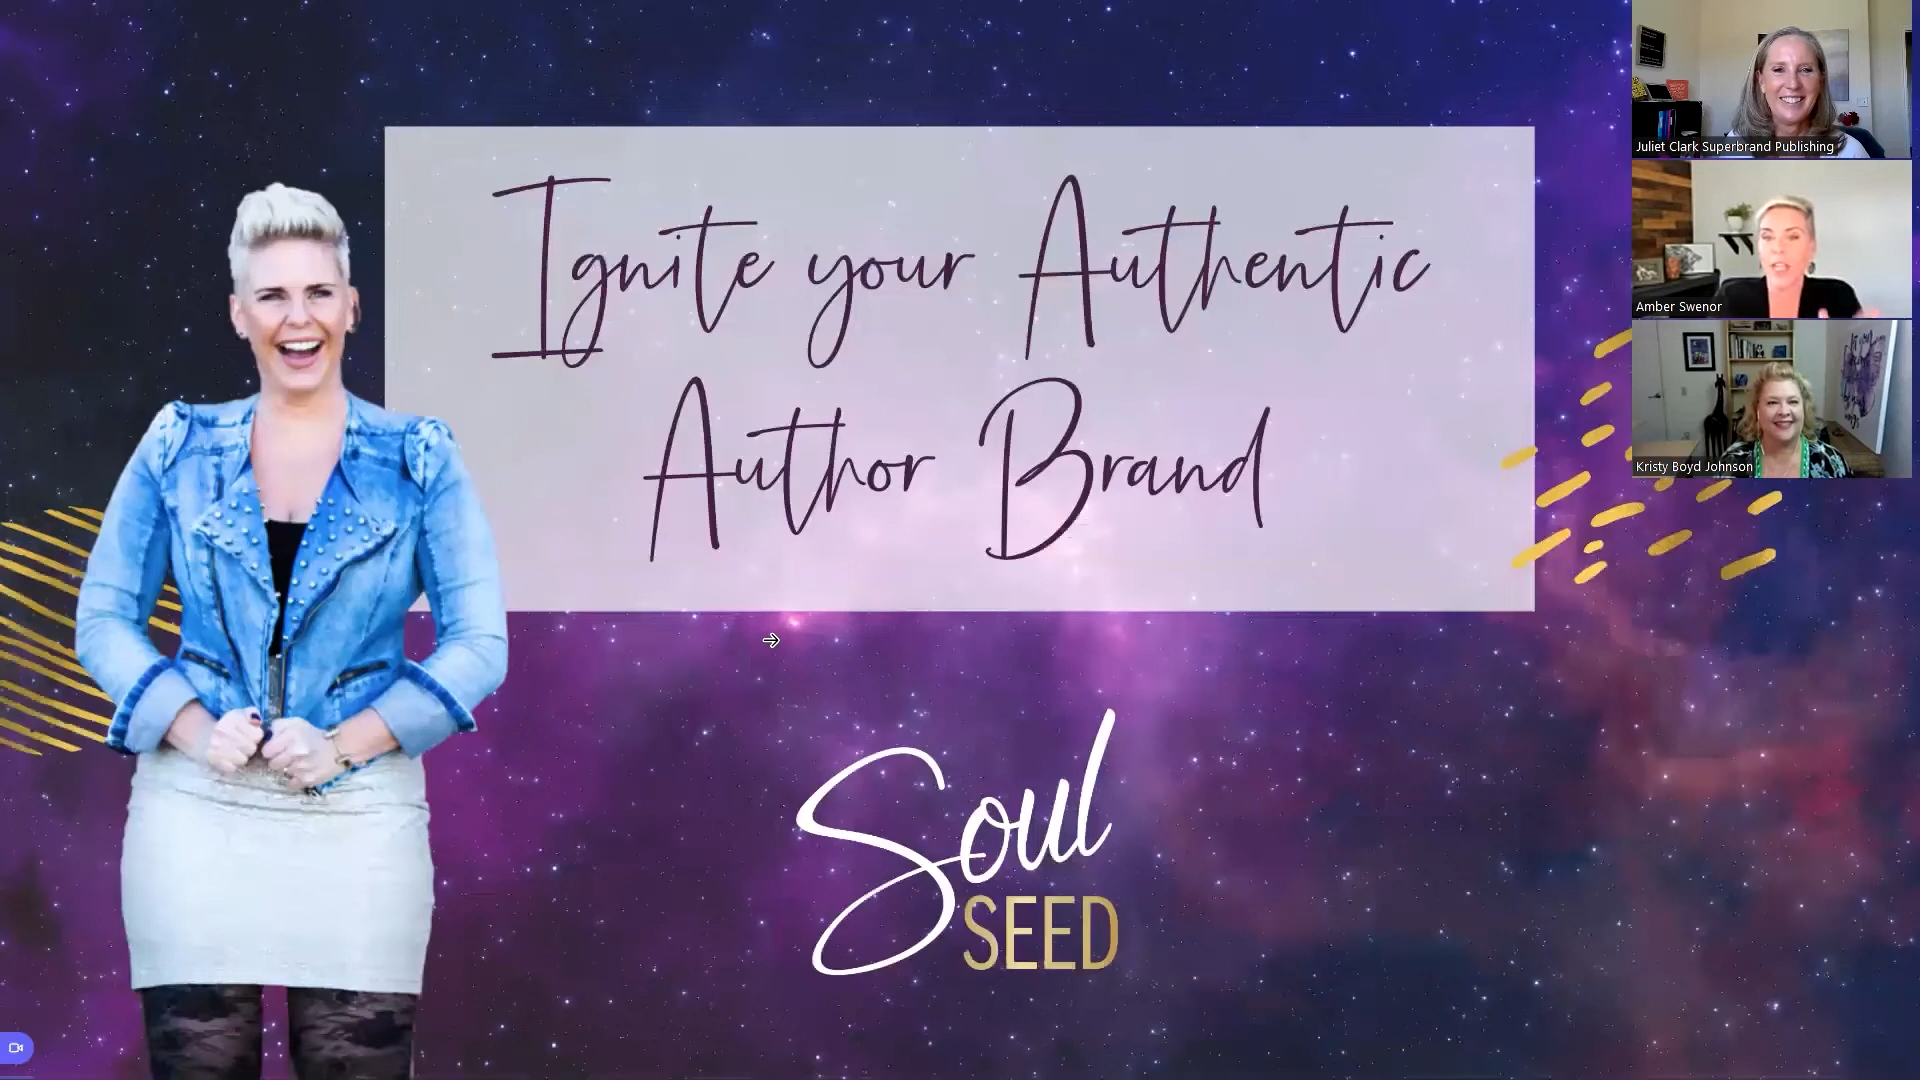 Ignite your Authentic
Author Brand
Soul
SEED
Juliet Clark Superbrand Publishing
Amber Swenor
Kristy Boyd Johnson